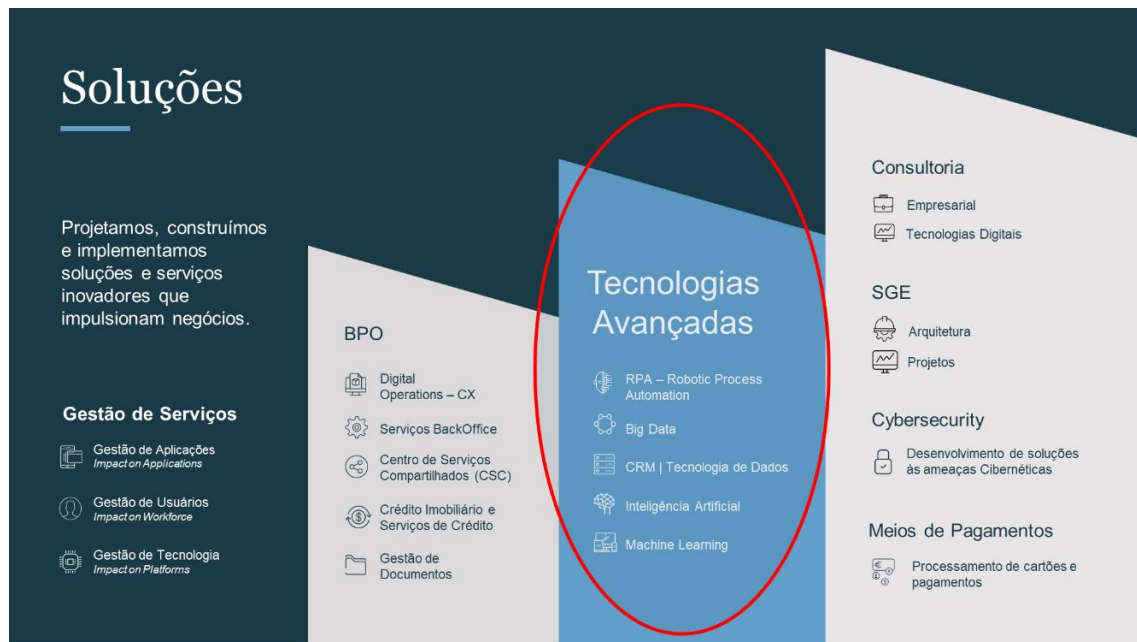 Soluções
Projetamos, construímos
e implementamos
soluções e serviços
inovadores que
impulsionam negócios.
Gestão de Serviços
Gestão de Aplicações
Impact on Applications
Gestão de Usuários
Impact on Workforce
Gestão de Tecnologia
Impact on Platforms
BPO
Digital
Operations – CX
Serviços BackOffice
Centro de Serviços
Compartilhados (CSC)
Crédito Imobiliário e
Serviços de Crédito
Gestão de
Documentos
Tecnologias
Avançadas
RPA – Robotic Process
Automation
Big Data
CRM | Tecnologia de Dados
Inteligência Artificial
Machine Learning
Consultoria
Empresarial
Tecnologias Digitais
SGE
Arquitetura
Projetos
Cybersecurity
Desenvolvimento de soluções
às ameaças Cibernéticas
Meios de Pagamentos
Processamento de cartões e
pagamentos